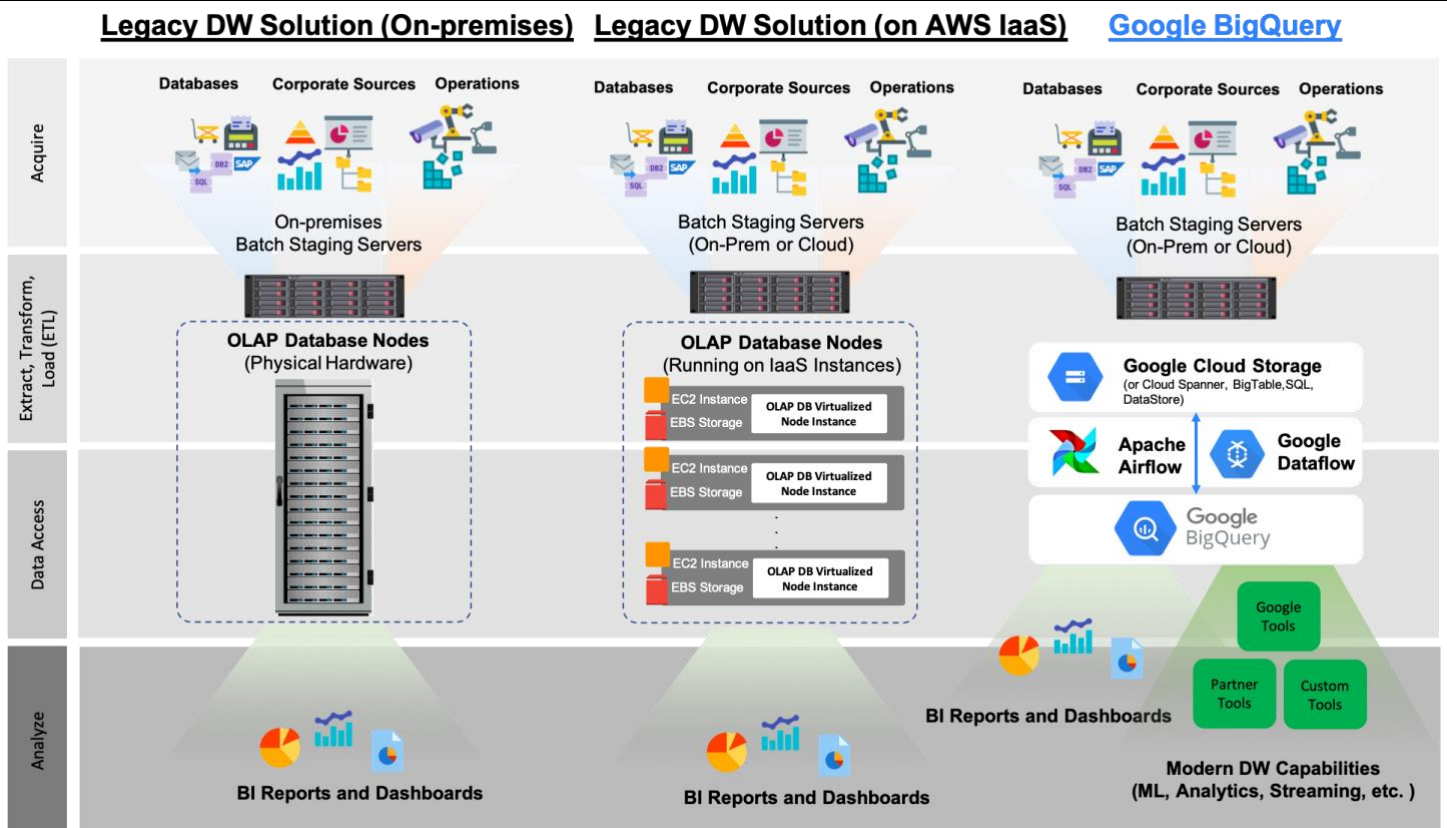 Legacy DW Solution (On-premises)
Legacy DW Solution (on AWS IaaS)
Google BigQuery
Acquire
Extract, Transform,
Load (ETL)
Data Access
Analyze
Databases
Corporate Sources
Operations
DB2
SAP
SQL
On-premises
Batch Staging Servers
OLAP Database Nodes
(Physical Hardware)
BI Reports and Dashboards
Databases
Corporate Sources
Operations
DB2
SAP
SQL
Batch Staging Servers
(On-Prem or Cloud)
OLAP Database Nodes
(Running on IaaS Instances)
EC2 Instance
EBS Storage
OLAP DB Virtualized
Node Instance
EC2 Instance
EBS Storage
OLAP DB Virtualized
Node Instance
EC2 Instance
EBS Storage
OLAP DB Virtualized
Node Instance
BI Reports and Dashboards
Databases
Corporate Sources
Operations
DB2
SAP
SQL
Batch Staging Servers
(On-Prem or Cloud)
Google Cloud Storage
(or Cloud Spanner, BigTable,SQL,
DataStore)
Apache
Airflow
Google
Dataflow
Google
BigQuery
Google
Tools
Partner
Tools
Custom
Tools
BI Reports and Dashboards
Modern DW Capabilities
(ML, Analytics, Streaming, etc. )